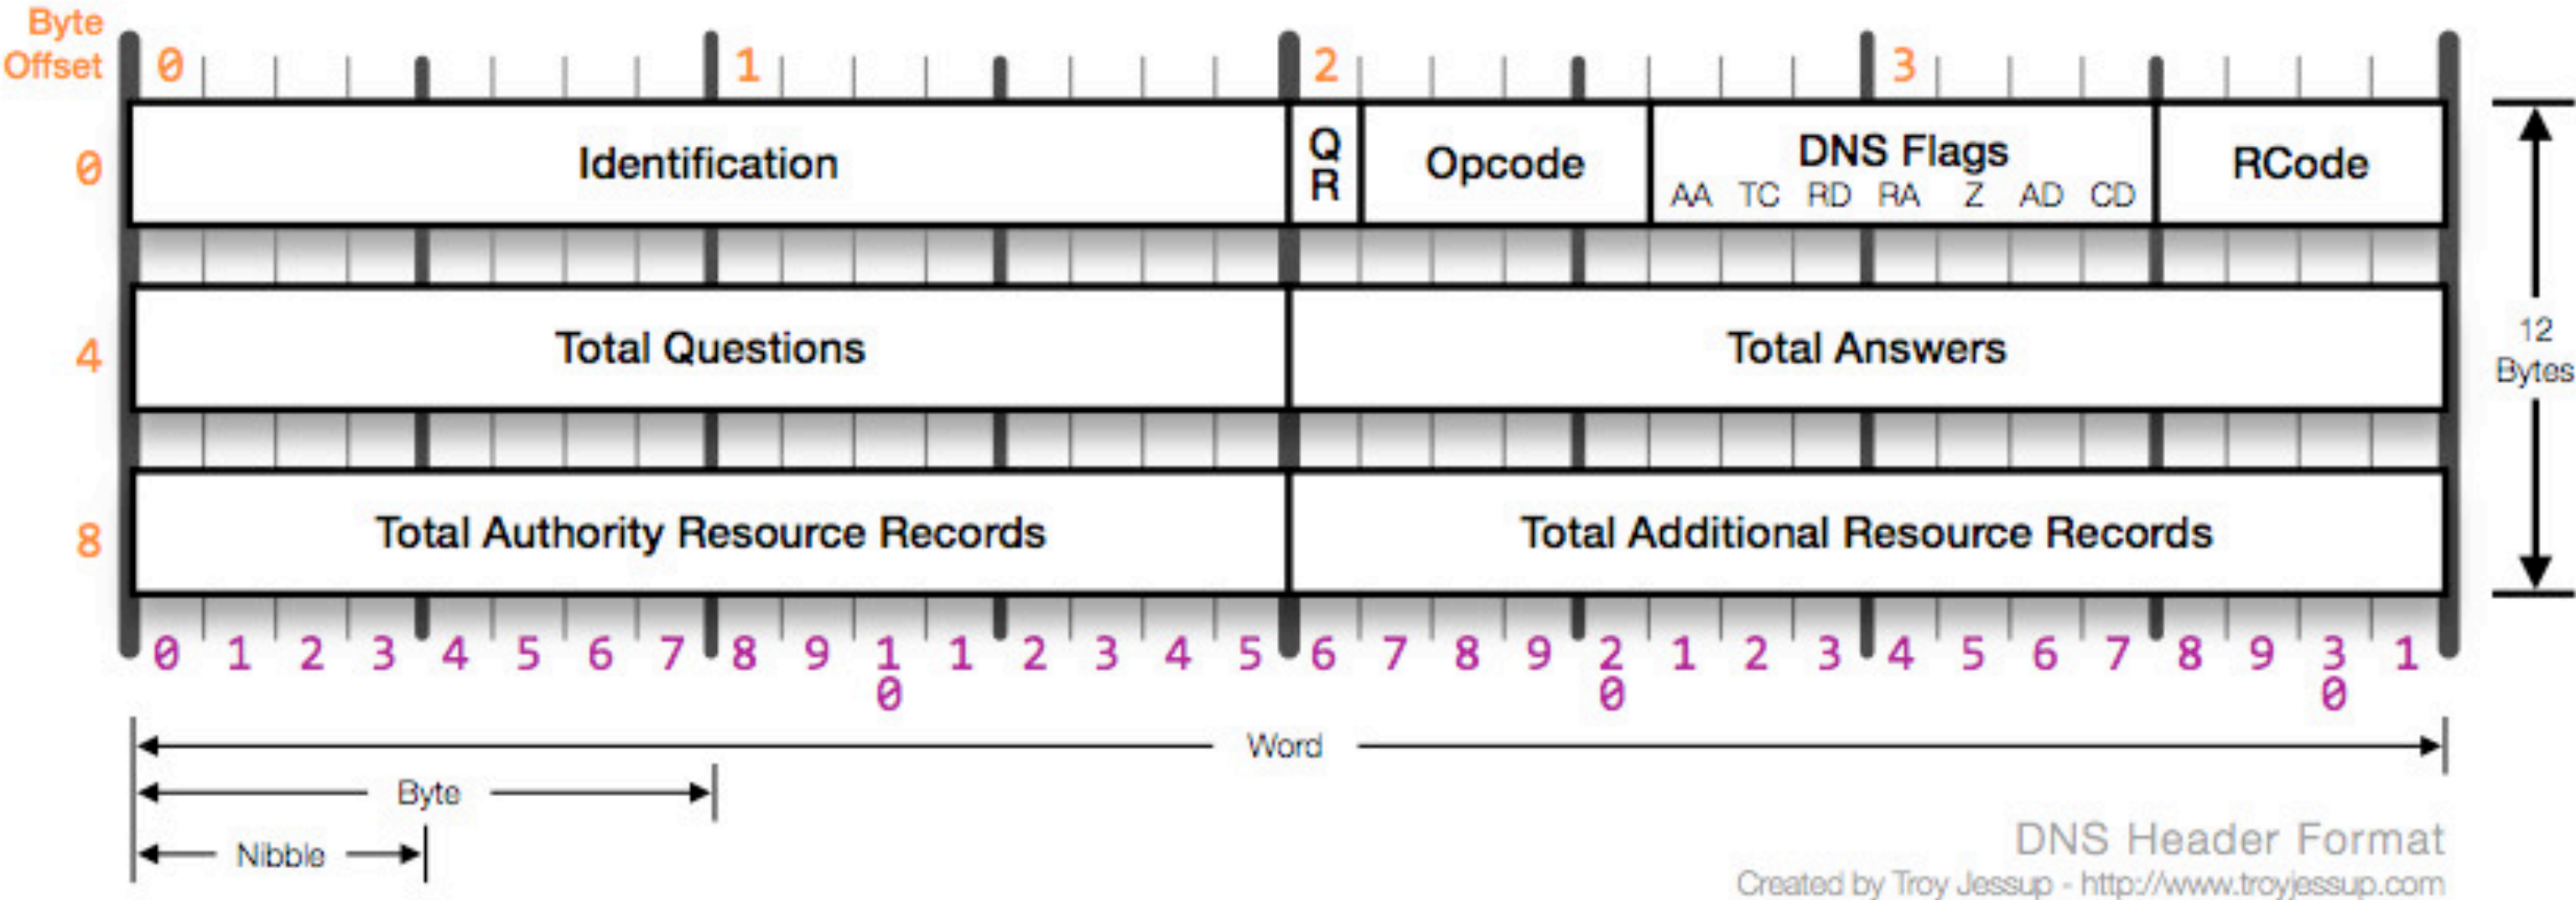 Byte
Offset
0 1 2 3
0
Identification
Q
R
Opcode
DNS Flags
AA TC RD RA Z AD CD
RCode
4
Total Questions
Total Answers
12
Bytes
8
Total Authority Resource Records
Total Additional Resource Records
0 1 2 3 4 5 6 7 8 9 1 1 2 3 4 5 6 7 8 9 2 1 2 3 4 5 6 7 8 9 3 1
0 0 0
Word
Byte
Nibble
DNS Header Format
Created by Troy Jessup - http://www.troyjessup.com